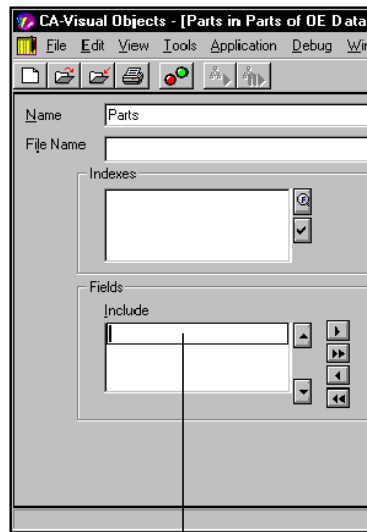 CA-Visual Objects - [Parts in Parts of OE Data
File Edit View Tools Application Debug Win
Name Parts
File Name
Indexes
Fields
Include